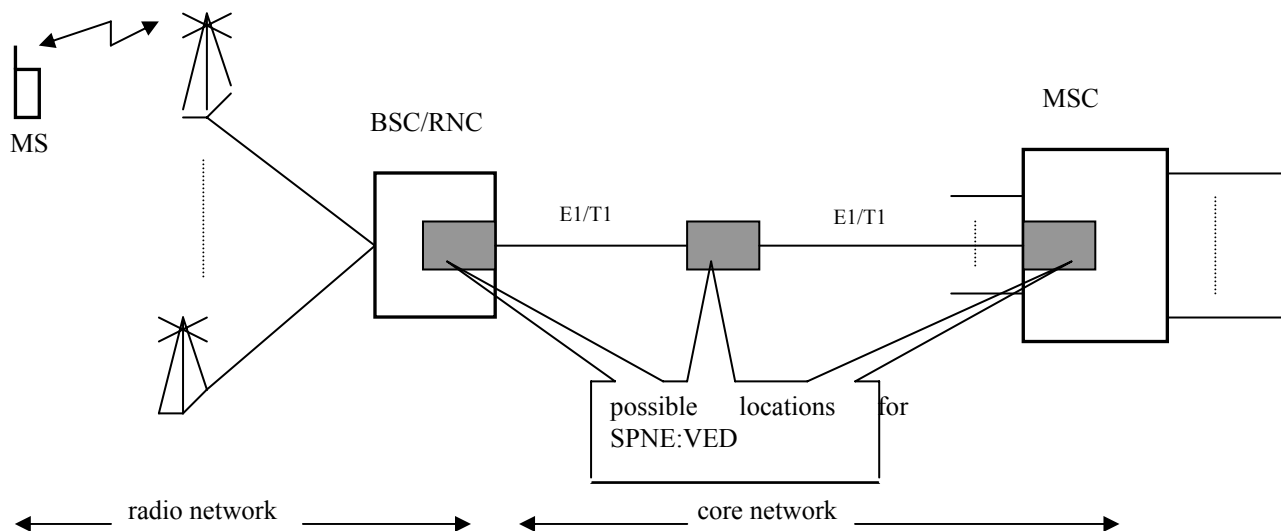 MS
BSC/RNC
MSC
E1/T1
E1/T1
possible locations for
SPNE:VED
radio network
core network